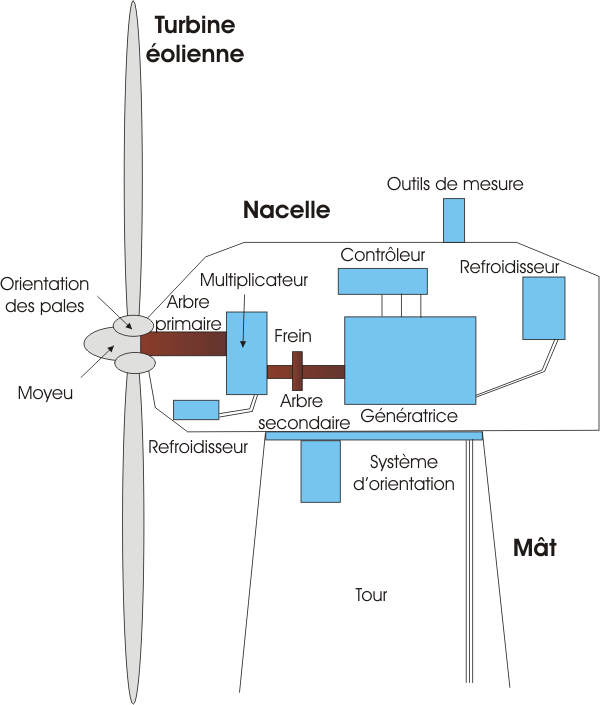 Turbine
éolienne
Outils de mesure
Nacelle
Contrôleur
Refroidisseur
Multiplicateur
Orientation
des pales
Arbre
primaire
Frein
Moyeu
Arbre
secondaire
Génératrice
Refroidisseur
Système
d'orientation
Mât
Tour